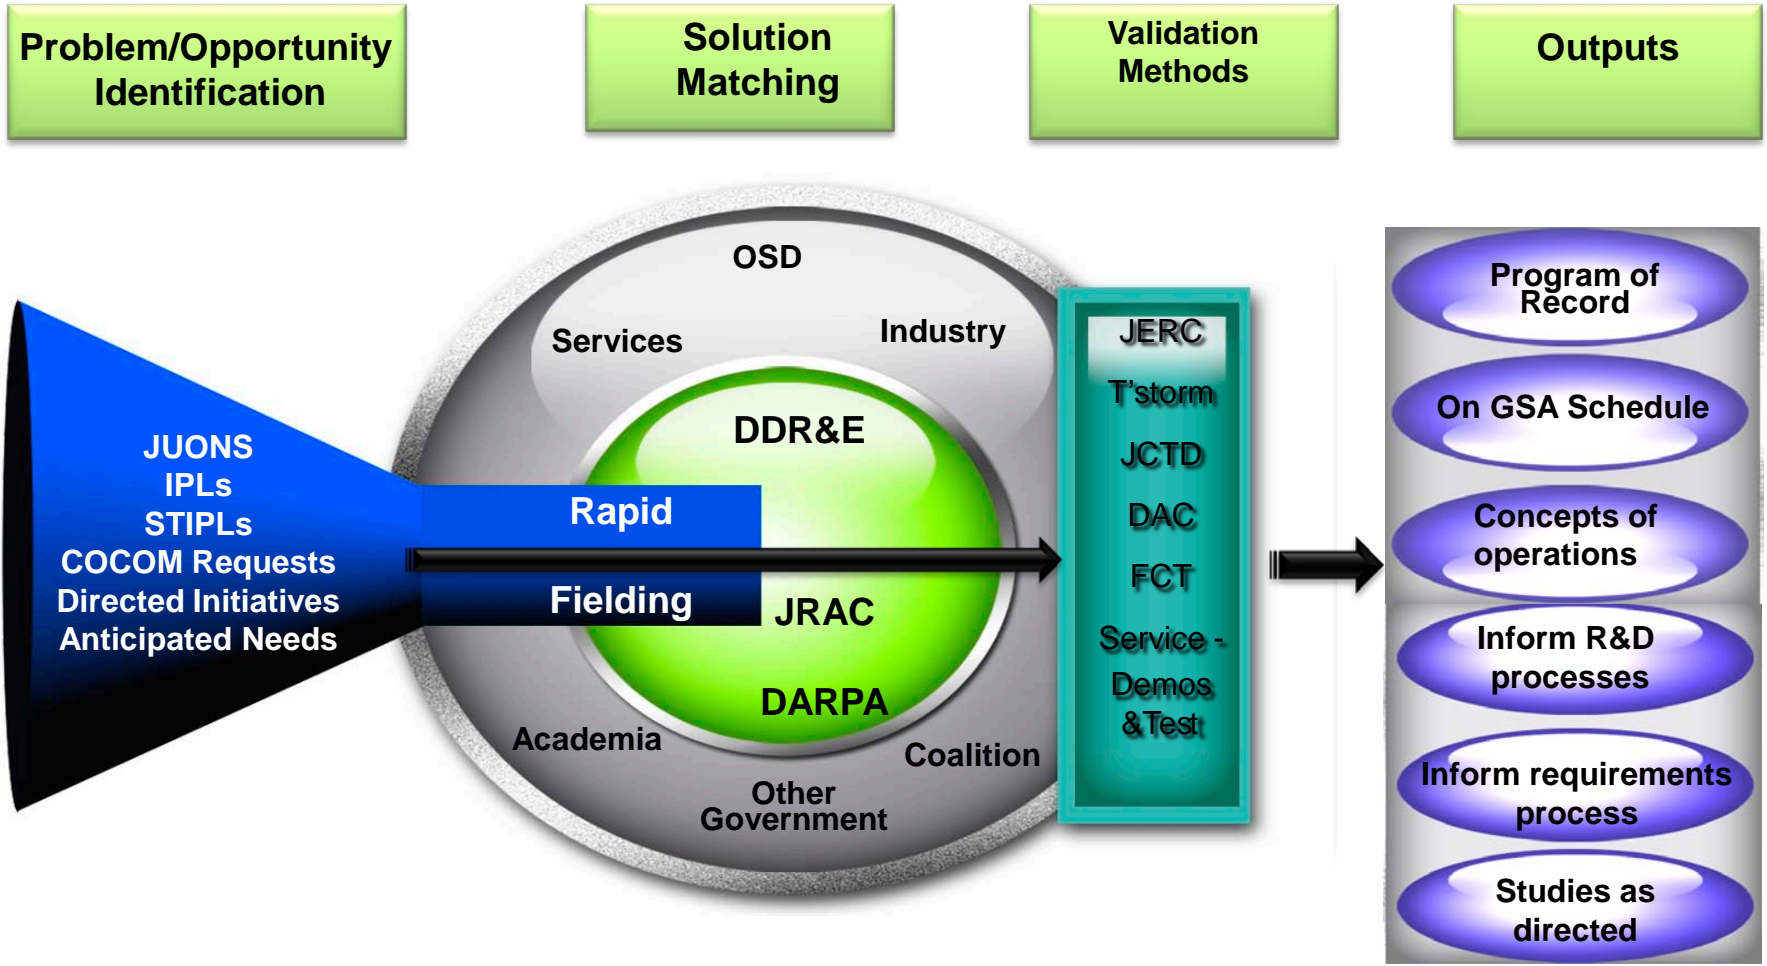 Problem/Opportunity
Identification
Solution
Matching
Validation
Methods
Outputs
JUONS
IPLs
STIPLs
COCOM Requests
Directed Initiatives
Anticipated Needs
OSD
Services
Industry
DDR&E
Rapid
Fielding
JRAC
DARPA
Academia
Coalition
Other
Government
JERC
T'storm
JCTD
DAC
FCT
Service -
Demos
&Test
Program of
Record
On GSA Schedule
Concepts of
operations
Inform R&D
processes
Inform requirements
process
Studies as
directed